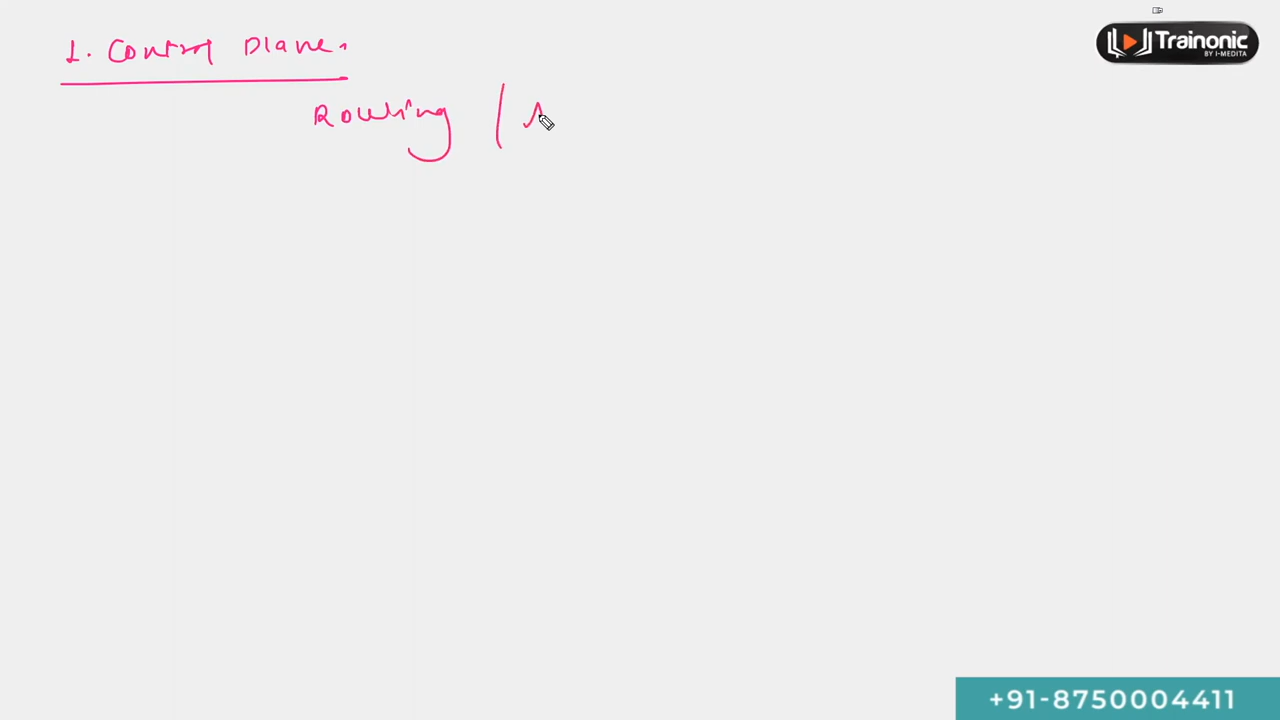 1. Control Plane.
Routing /
Trainonic
BY I-MEDITA
+91-8750004411